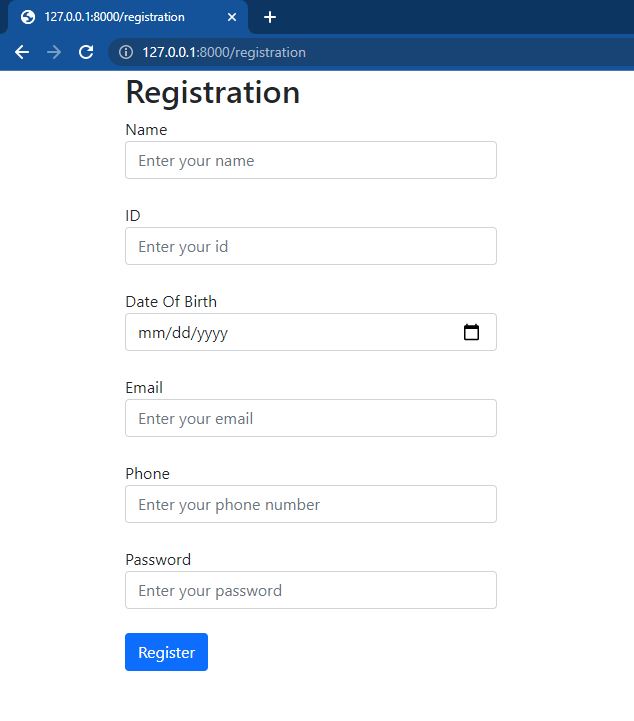 127.0.0.1:8000/registration
127.0.0.1:8000/registration
Registration
Name
Enter your name
ID
Enter your id
Date Of Birth
mm/dd/yyyy
Email
Enter your email
Phone
Enter your phone number
Password
Enter your password
Register